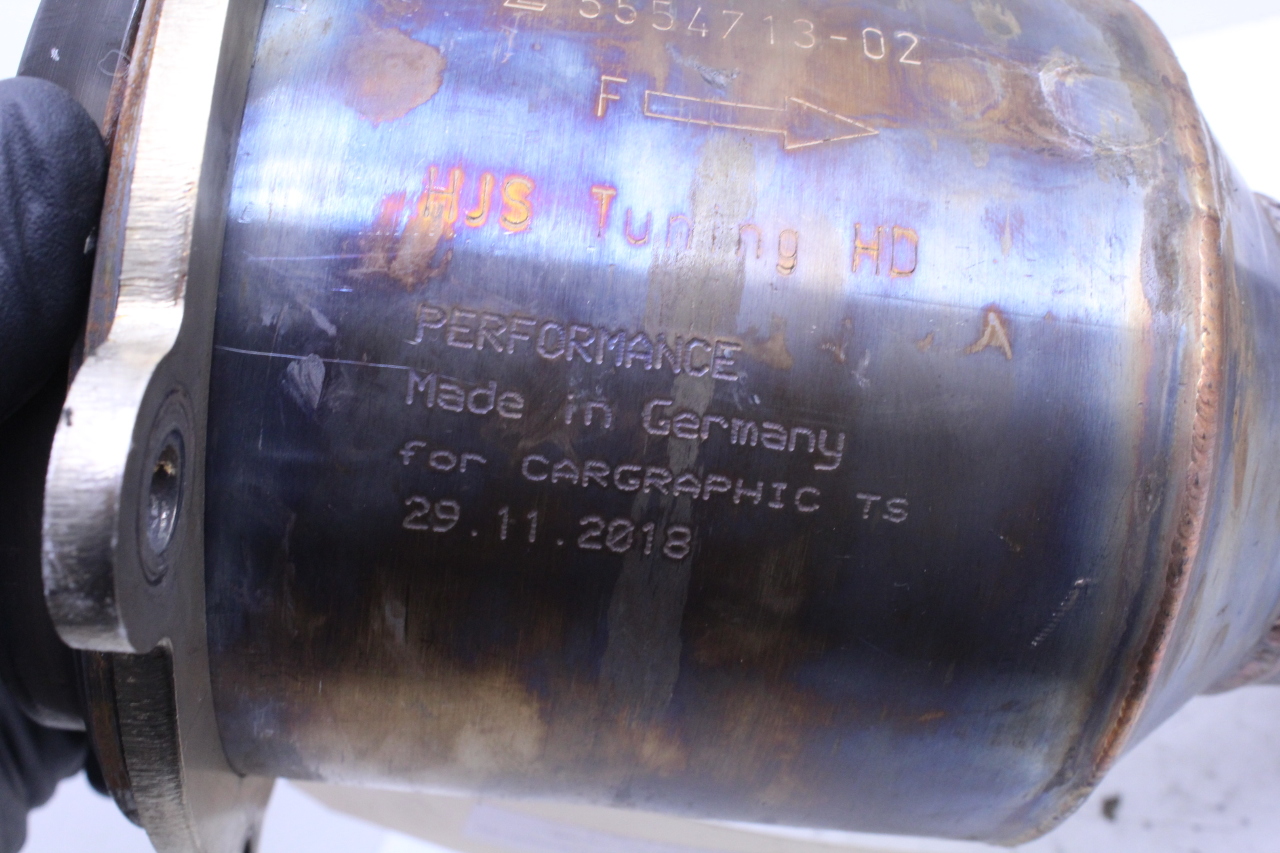 5554713-02
F
HJS Tuning HD
A
PERFORMANCE
Made in Germany
for CARGRAPHIC TS
29.11.2018